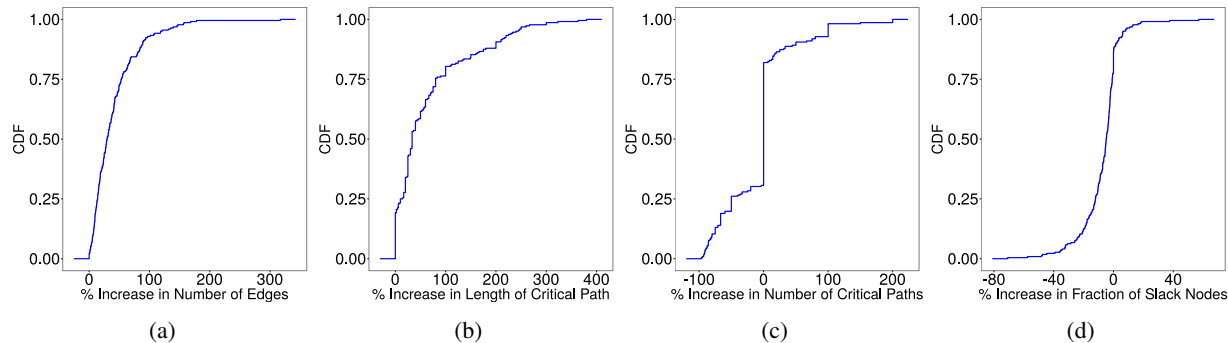 1.00
0.75
0.50
0.25
0.00
CDF
0 100 200 300
% Increase in Number of Edges
(a)
1.00
0.75
0.50
0.25
0.00
CDF
0 100 200 300 400
% Increase in Length of Critical Path
(b)
1.00
0.75
0.50
0.25
0.00
CDF
-100 0 100 200
% Increase in Number of Critical Paths
(c)
1.00
0.75
0.50
0.25
0.00
CDF
-80 -40 0 40
% Increase in Fraction of Slack Nodes
(d)